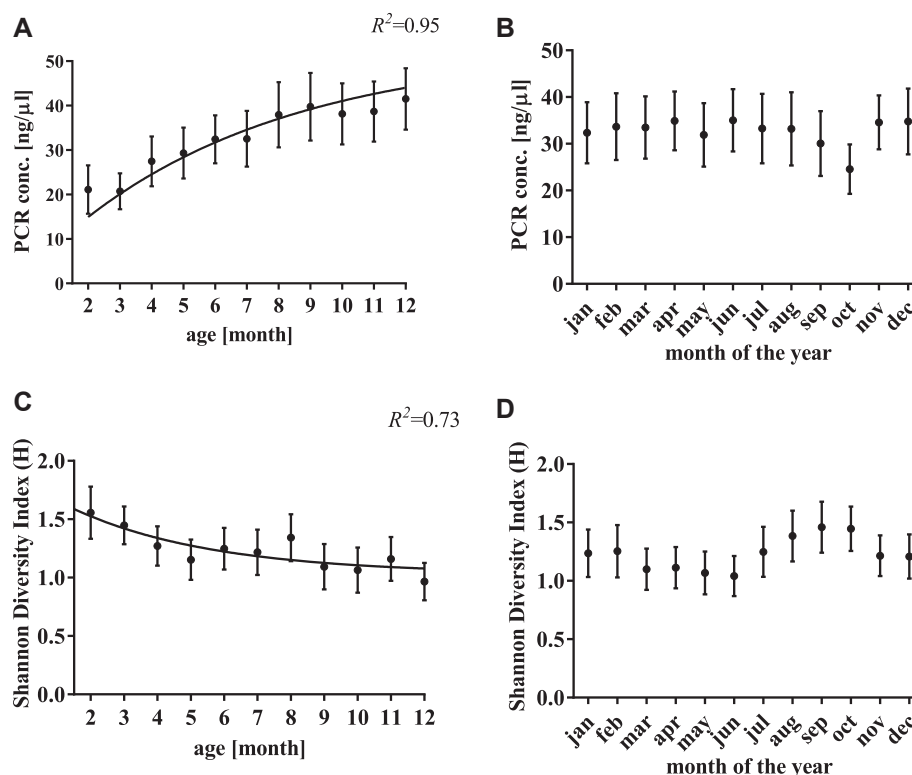 A
R²=0.95
PCR conc. [ng/µl]
50
40
30
20
10
0
2 3 4 5 6 7 8 9 10 11 12
age [month]
B
PCR conc. [ng/µl]
50
40
30
20
10
0
jan feb mar apr may jun jul aug sep oct nov dec
month of the year
C
R²=0.73
Shannon Diversity Index (H)
2.0
1.5
1.0
0.5
0.0
2 3 4 5 6 7 8 9 10 11 12
age [month]
D
Shannon Diversity Index (H)
2.0
1.5
1.0
0.5
0.0
jan feb mar apr may jun jul aug sep oct nov dec
month of the year